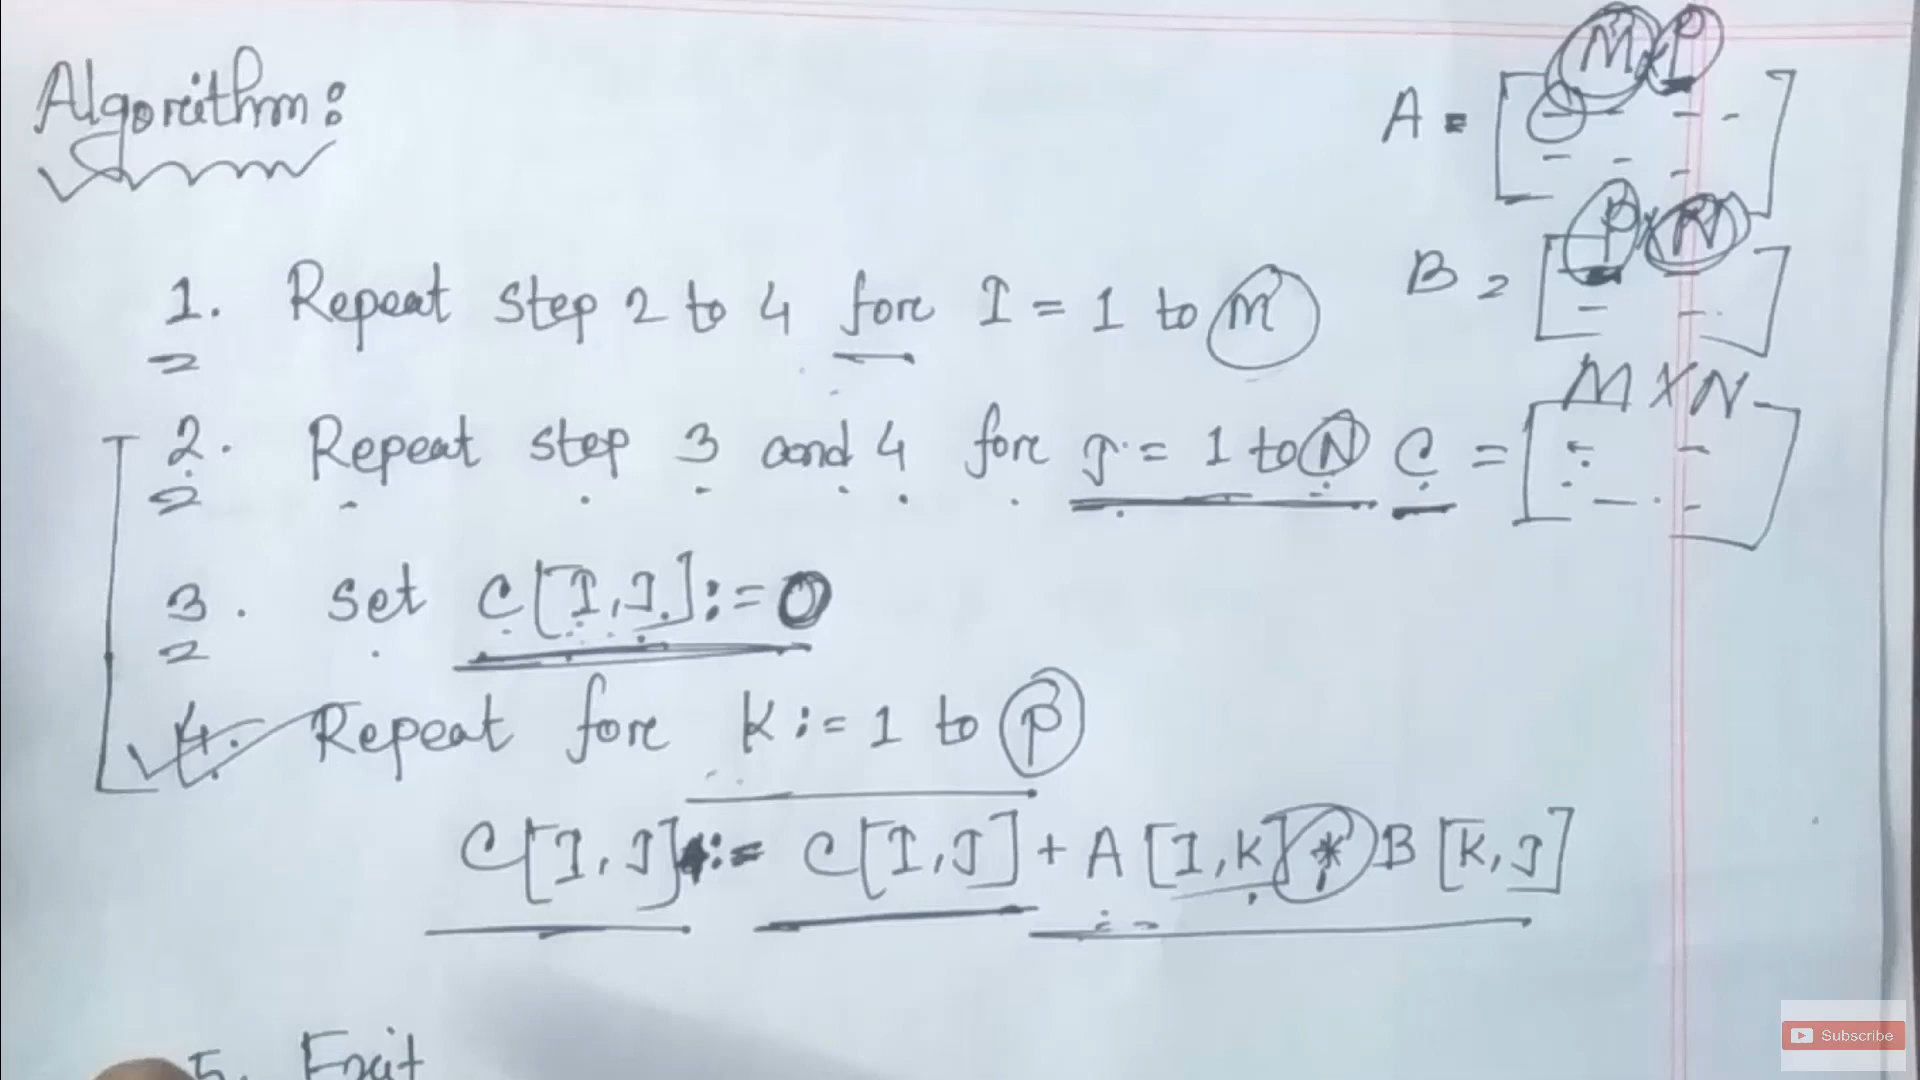 Algorithm:
M x P
A =
P x N
B =
1. Repeat step 2 to 4 for I = 1 to M
M X N
2. Repeat step 3 and 4 for J = 1 to N
C =
3. set C[I,J] := 0
4. Repeat for K := 1 to P
C[I,J] := C[I,J] + A[I,K] * B[K,J]
5. Exit
Subscribe